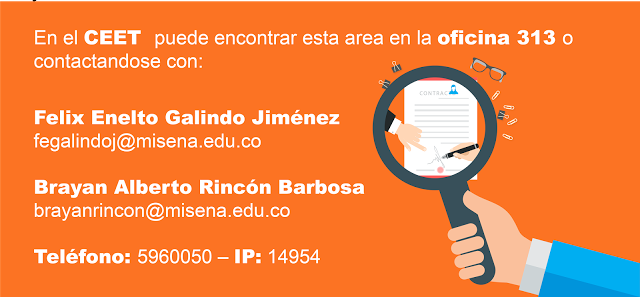 En el CEET puede encontrar esta area en la oficina 313 o
contactandose con:
Felix Enelto Galindo Jiménez
fegalindoj@misena.edu.co
Brayan Alberto Rincón Barbosa
brayanrincon@misena.edu.co
Teléfono: 5960050 – IP: 14954
CONTRAC